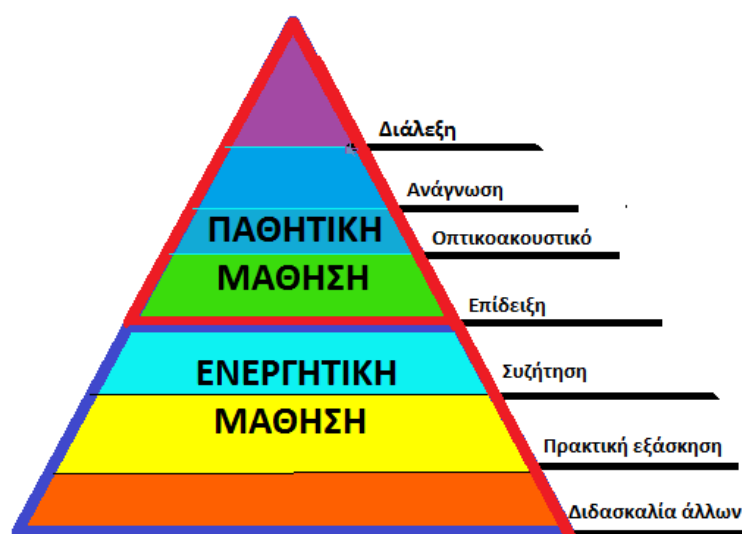 Διάλεξη
Ανάγνωση
ΠΑΘΗΤΙΚΗ
Οπτικοακουστικό
ΜΑΘΗΣΗ
Επίδειξη
ΕΝΕΡΓΗΤΙΚΗ
Συζήτηση
ΜΑΘΗΣΗ
Πρακτική εξάσκηση
Διδασκαλία άλλων